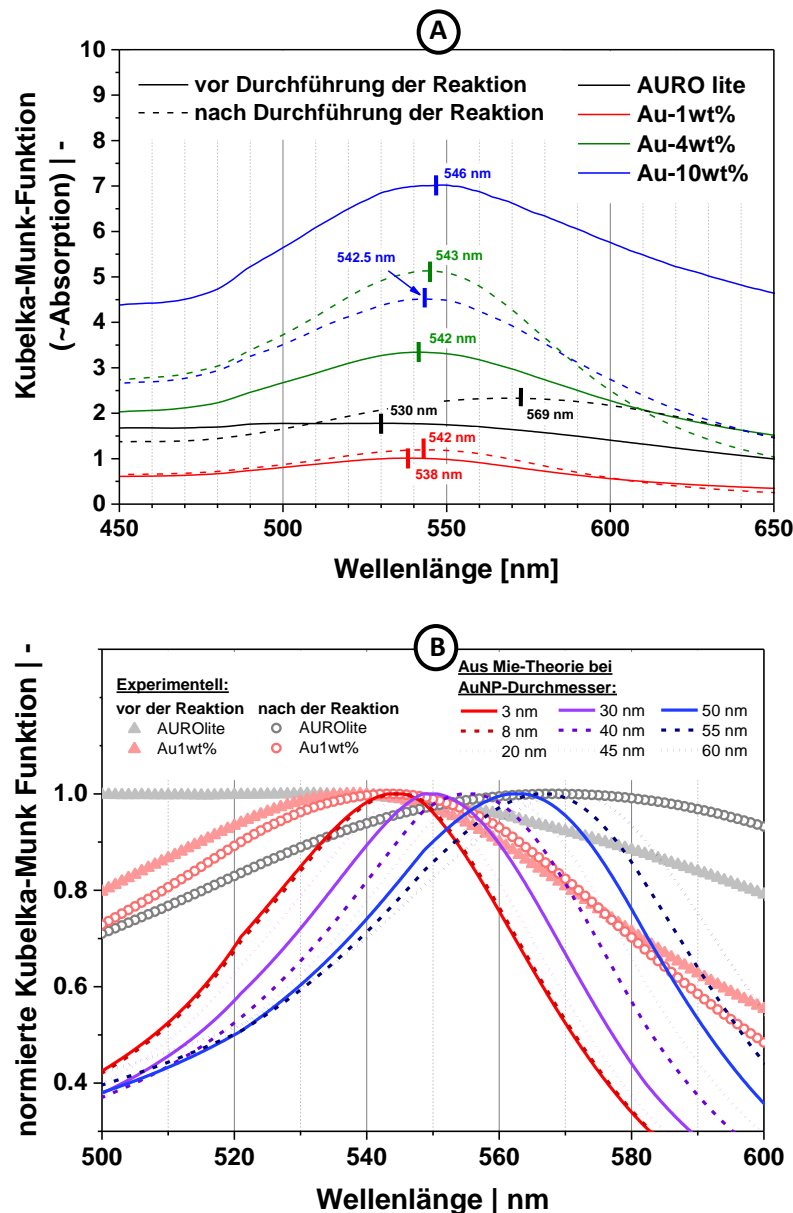 A
Kubelka-Munk-Funktion
(~Absorption) | -
10
9
8
7
6
5
4
3
2
1
0
vor Durchführung der Reaktion
nach Durchführung der Reaktion
AURO lite
Au-1wt%
Au-4wt%
Au-10wt%
546 nm
542.5 nm
543 nm
542 nm
530 nm
569 nm
542 nm
538 nm
450
500
550
600
650
Wellenlänge [nm]
B
normierte Kubelka-Munk Funktion | -
Experimentell:
vor der Reaktion
nach der Reaktion
AUROlite
AUROlite
Au1wt%
Au1wt%
Aus Mie-Theorie bei
AuNP-Durchmesser:
3 nm
30 nm
50 nm
8 nm
40 nm
55 nm
20 nm
45 nm
60 nm
1.0
0.8
0.6
0.4
500
520
540
560
580
600
Wellenlänge | nm